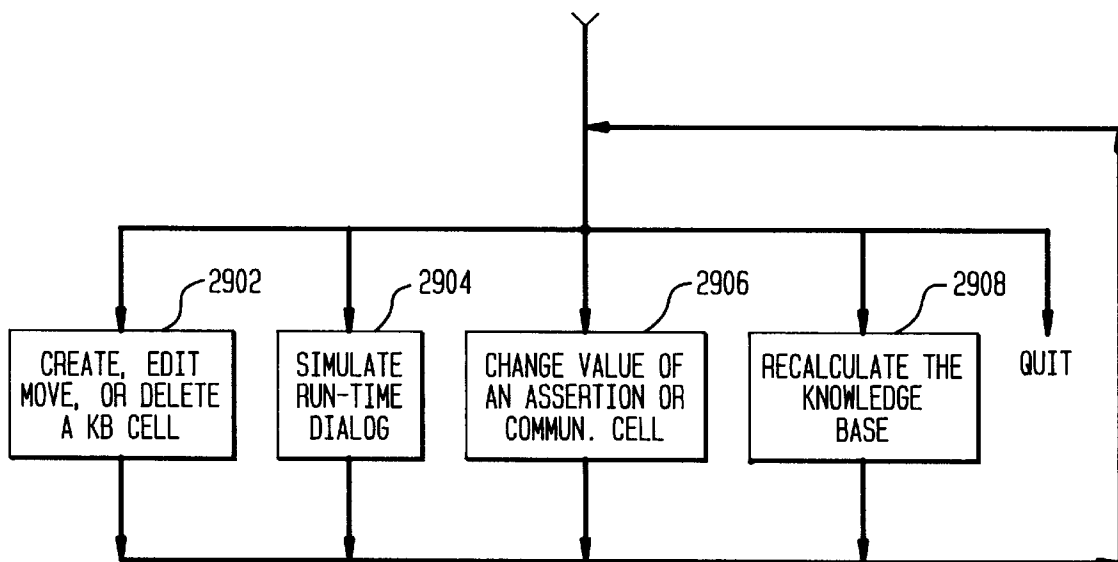 2902
2904
2906
2908
CREATE, EDIT
MOVE, OR DELETE
A KB CELL
SIMULATE
RUN-TIME
DIALOG
CHANGE VALUE OF
AN ASSERTION OR
COMMUN. CELL
RECALCULATE THE
KNOWLEDGE
BASE
QUIT